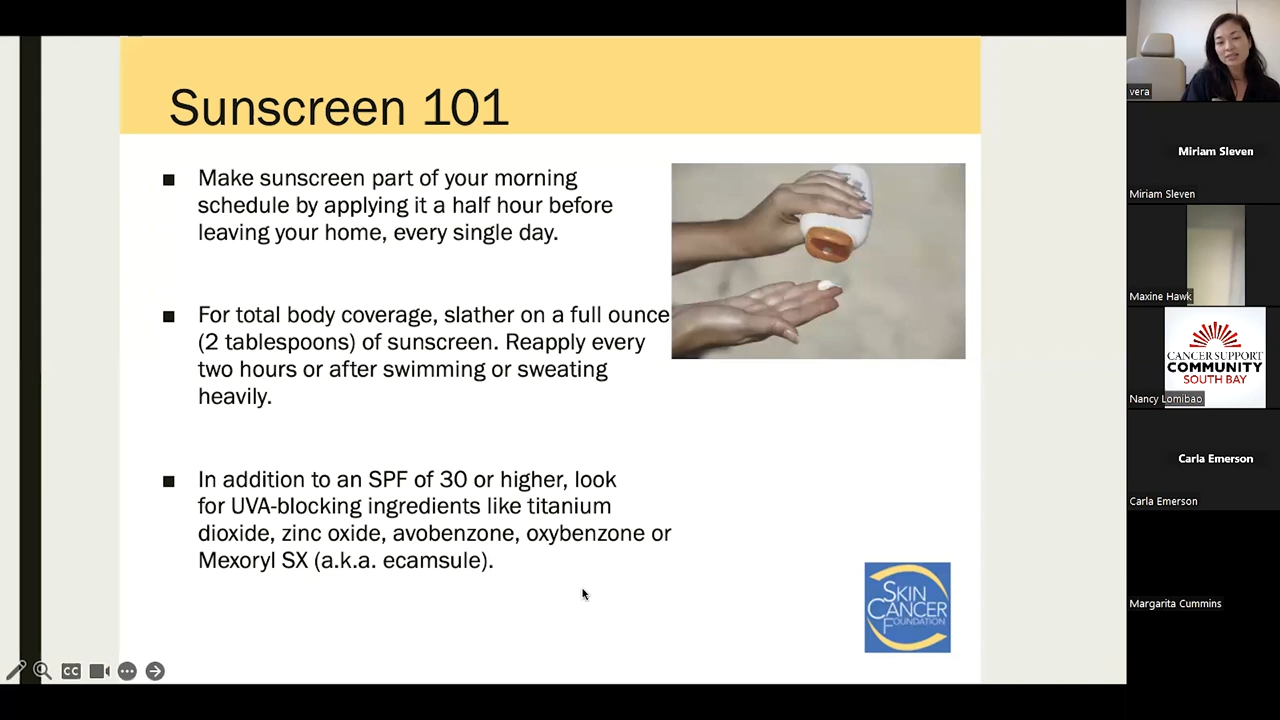 Sunscreen 101
Make sunscreen part of your morning
schedule by applying it a half hour before
leaving your home, every single day.
For total body coverage, slather on a full ounce
(2 tablespoons) of sunscreen. Reapply every
two hours or after swimming or sweating
heavily.
In addition to an SPF of 30 or higher, look
for UVA-blocking ingredients like titanium
dioxide, zinc oxide, avobenzone, oxybenzone or
Mexoryl SX (a.k.a. ecamsule).
SKIN
CANCER
FOUNDATION
CC
vera
Miriam Sleven
Miriam Sleven
Maxine Hawk
CANCER SUPPORT
COMMUNITY
SOUTH BAY
Nancy Lomibao
Carla Emerson
Carla Emerson
Margarita Cummins